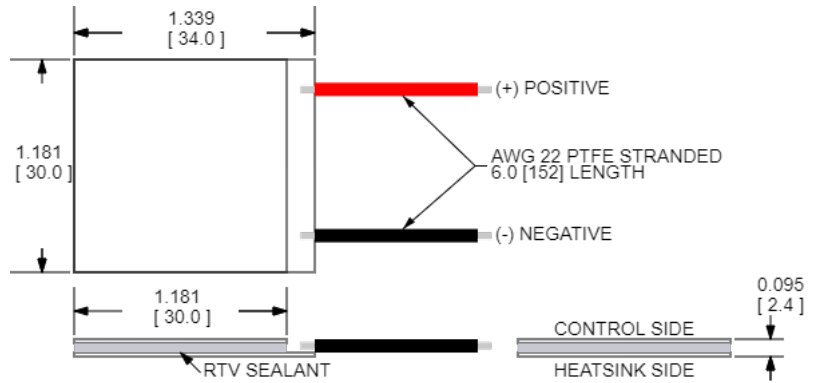 1.339
[ 34.0 ]
(+) POSITIVE
1.181
[ 30.0 ]
AWG 22 PTFE STRANDED
6.0 [152] LENGTH
(-) NEGATIVE
1.181
[ 30.0 ]
0.095
[ 2.4 ]
CONTROL SIDE
RTV SEALANT
HEATSINK SIDE